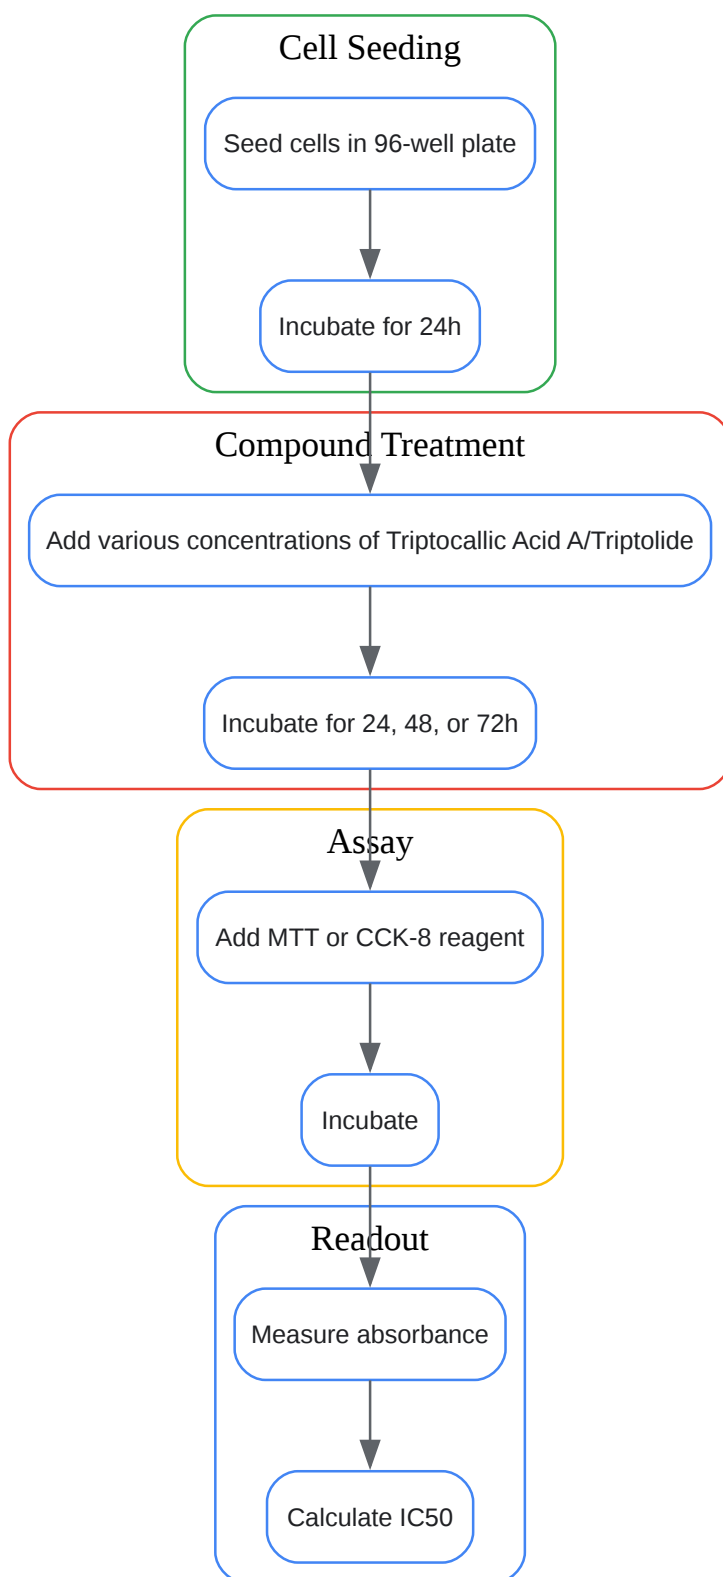 Cell Seeding
Seed cells in 96-well plate
Incubate for 24h
Compound Treatment
Add various concentrations of Triptocallic Acid A/Triptolide
Incubate for 24, 48, or 72h
Assay
Add MTT or CCK-8 reagent
Incubate
Readout
Measure absorbance
Calculate IC50